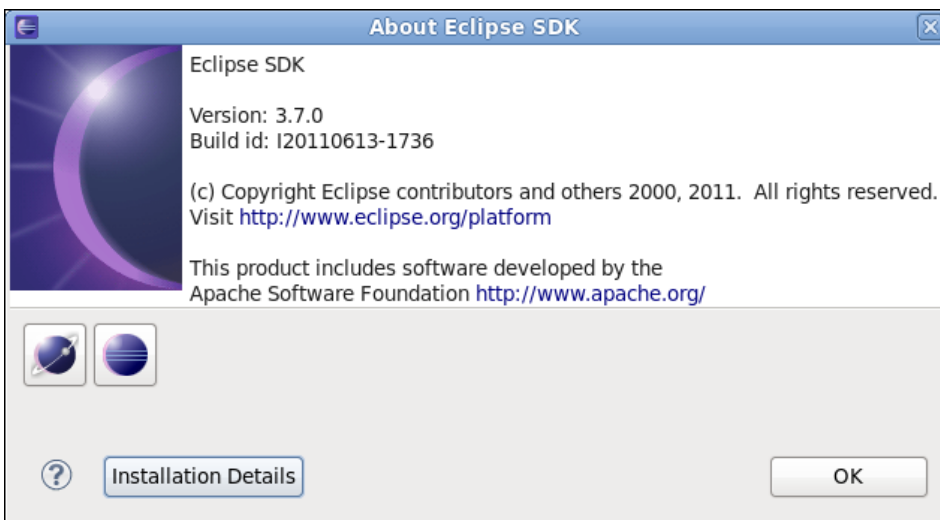 About Eclipse SDK
Eclipse SDK
Version: 3.7.0
Build id: I20110613-1736
(c) Copyright Eclipse contributors and others 2000, 2011.  All rights reserved.
Visit http://www.eclipse.org/platform
This product includes software developed by the
Apache Software Foundation http://www.apache.org/
?
Installation Details
OK